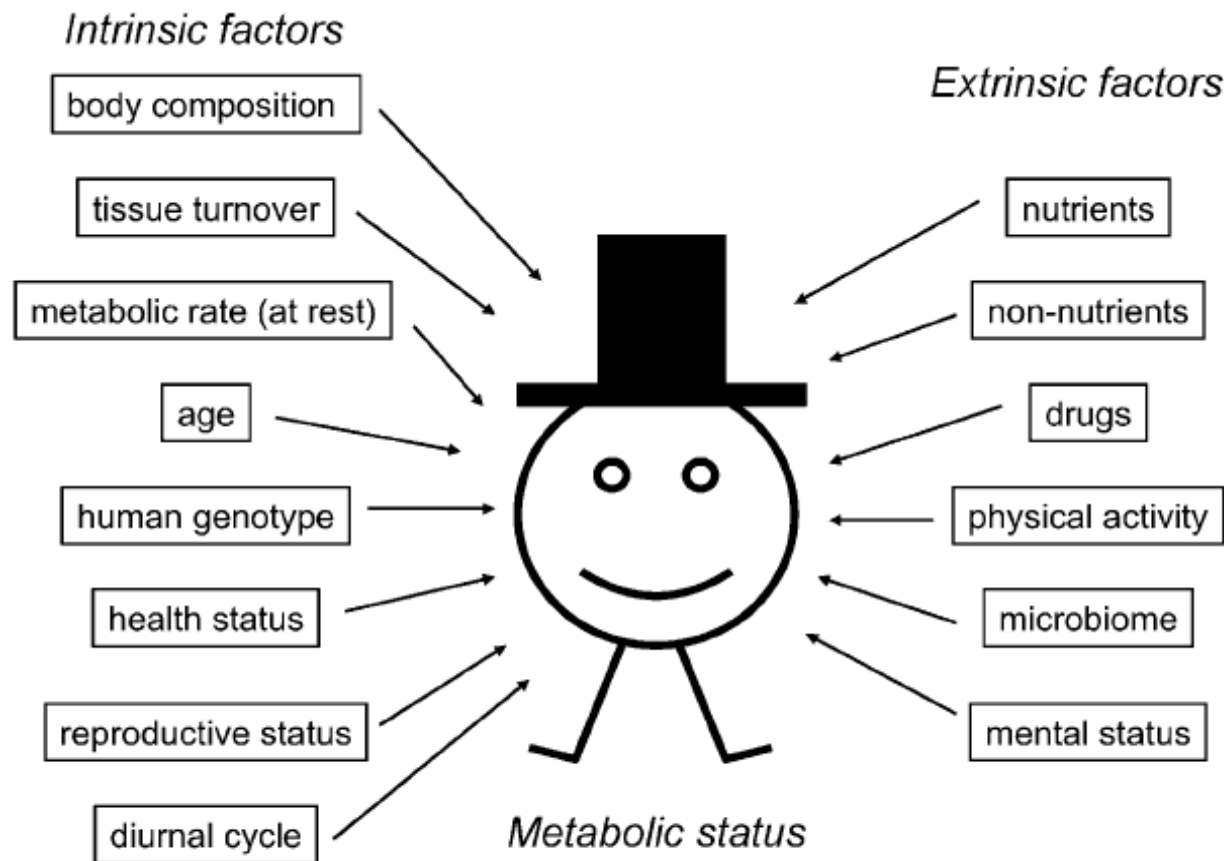 Intrinsic factors
body composition
tissue turnover
metabolic rate (at rest)
age
human genotype
health status
reproductive status
diurnal cycle
Extrinsic factors
nutrients
non-nutrients
drugs
physical activity
microbiome
mental status
Metabolic status